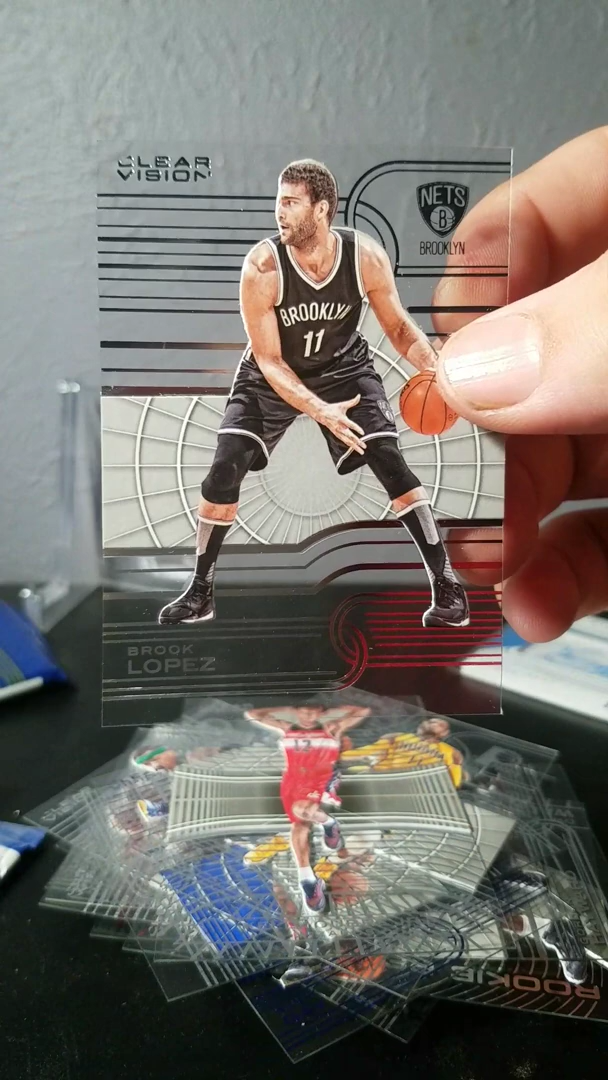 CLEAR
VISION
NETS
B
BROOKLYN
BROOKLYN
11
BROOK
LOPEZ
12
ROOKIE